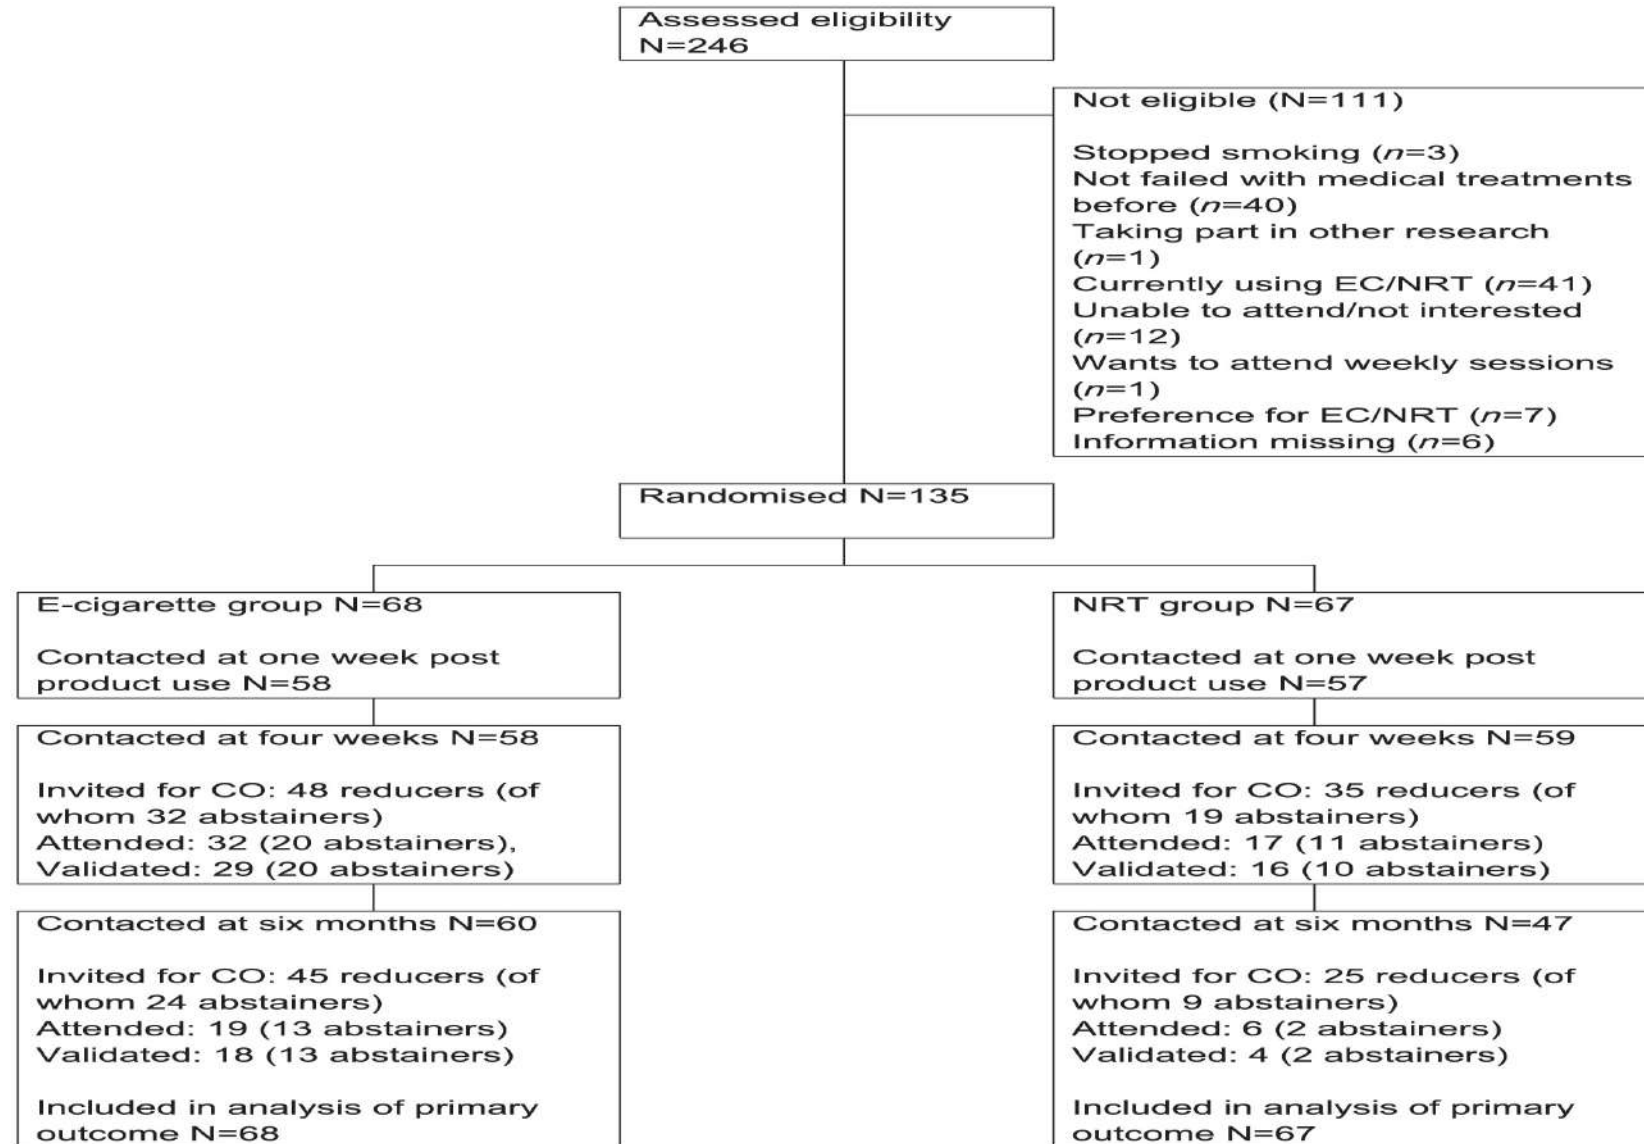 Assessed eligibility
N=246
Not eligible (N=111)
Stopped smoking (n=3)
Not failed with medical treatments
before (n=40)
Taking part in other research
(n=1)
Currently using EC/NRT (n=41)
Unable to attend/not interested
(n=12)
Wants to attend weekly sessions
(n=1)
Preference for EC/NRT (n=7)
Information missing (n=6)
Randomised N=135
E-cigarette group N=68
Contacted at one week post
product use N=58
NRT group N=67
Contacted at one week post
product use N=57
Contacted at four weeks N=58
Invited for CO: 48 reducers (of
whom 32 abstainers)
Attended: 32 (20 abstainers),
Validated: 29 (20 abstainers)
Contacted at four weeks N=59
Invited for CO: 35 reducers (of
whom 19 abstainers)
Attended: 17 (11 abstainers)
Validated: 16 (10 abstainers)
Contacted at six months N=60
Invited for CO: 45 reducers (of
whom 24 abstainers)
Attended: 19 (13 abstainers)
Validated: 18 (13 abstainers)
Included in analysis of primary
outcome N=68
Contacted at six months N=47
Invited for CO: 25 reducers (of
whom 9 abstainers)
Attended: 6 (2 abstainers)
Validated: 4 (2 abstainers)
Included in analysis of primary
outcome N=67